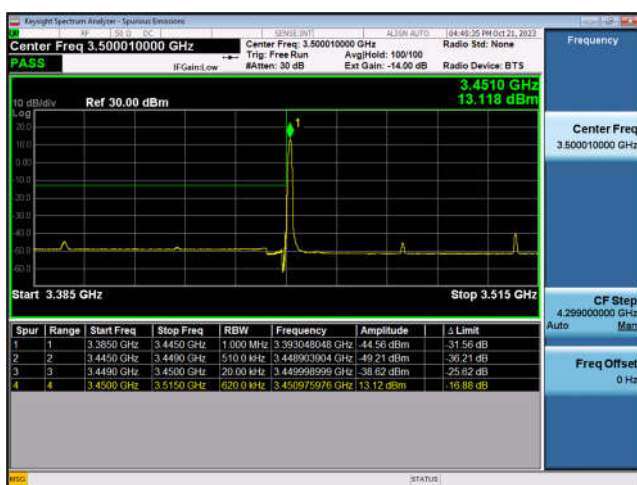 Keysight Spectrum Analyzer - Spurious Emissions
RF 50 Ω DC SENSE:INT ALIGN AUTO 04:40:35 PM Oct 21, 2023
Center Freq 3.500010000 GHz
Center Freq: 3.500010000 GHz
Radio Std: None
Trig: Free Run Avg|Hold: 100/100
PASS
IFGain:Low
#Atten: 30 dB Ext Gain: -14.00 dB
Radio Device: BTS
3.4510 GHz
13.118 dBm
10 dB/div Ref 30.00 dBm
Log
20.0
10.0
0.00
-10.0
-20.0
-30.0
-40.0
-50.0
-60.0
1
Start 3.385 GHz Stop 3.515 GHz
Spur Range Start Freq Stop Freq RBW Frequency Amplitude Δ Limit
1 1 3.3850 GHz 3.4450 GHz 1.000 MHz 3.393048048 GHz -44.56 dBm -31.56 dB
2 2 3.4450 GHz 3.4490 GHz 510.0 kHz 3.448903904 GHz -49.21 dBm -36.21 dB
3 3 3.4490 GHz 3.4500 GHz 20.00 kHz 3.449998999 GHz -38.62 dBm -25.62 dB
4 4 3.4500 GHz 3.5150 GHz 620.0 kHz 3.450975976 GHz 13.12 dBm -16.88 dB
Frequency
Center Freq
3.500010000 GHz
CF Step
4.299000000 GHz
Auto Man
Freq Offset
0 Hz
MSG STATUS